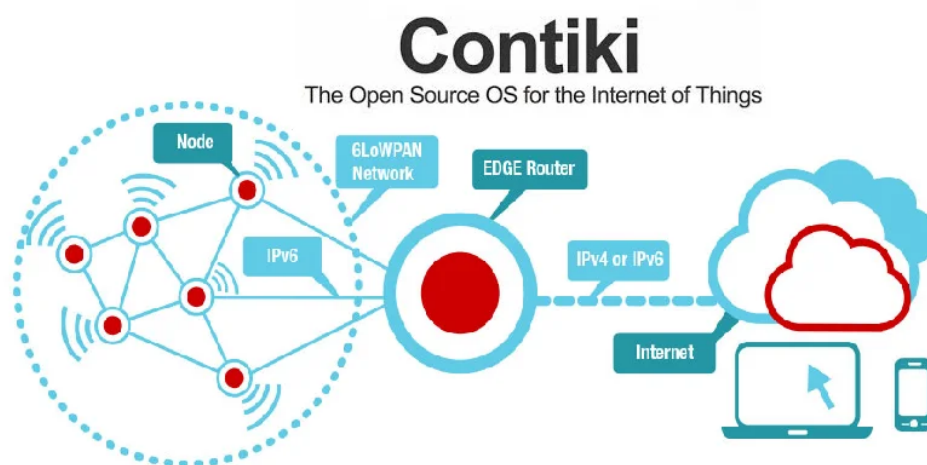 Contiki
The Open Source OS for the Internet of Things
Node
6LoWPAN
Network
EDGE Router
IPv6
IPv4 or IPv6
Internet